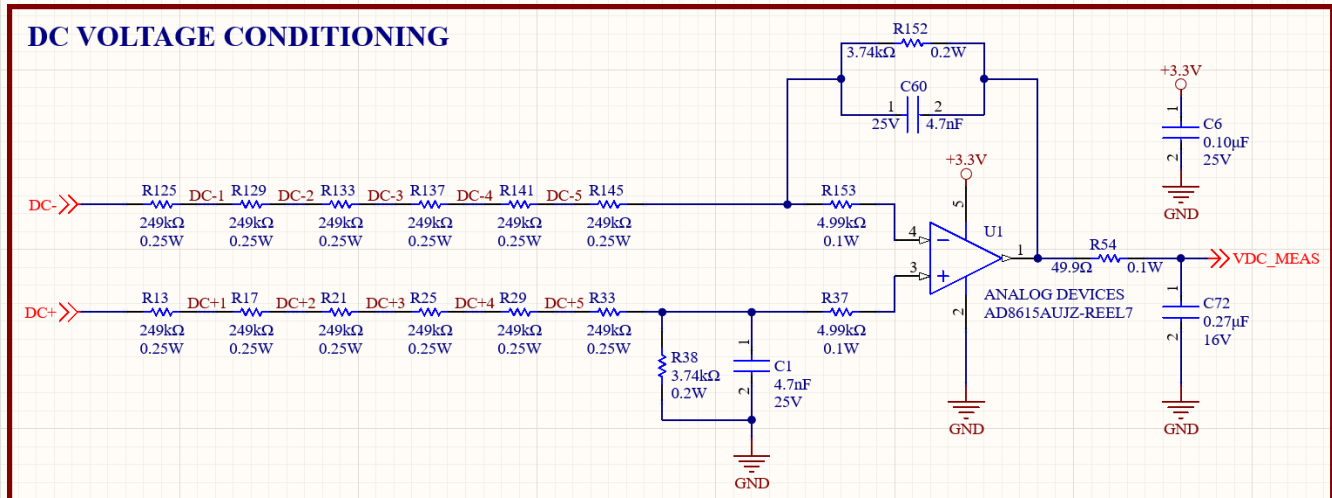 DC VOLTAGE CONDITIONING
R152
3.74kΩ 0.2W
C60
1 2
25V 4.7nF
+3.3V
1
C6
0.10µF
25V
2
GND
+3.3V
DC-
R125 DC-1 R129 DC-2 R133 DC-3 R137 DC-4 R141 DC-5 R145
249kΩ 249kΩ 249kΩ 249kΩ 249kΩ 249kΩ
0.25W 0.25W 0.25W 0.25W 0.25W 0.25W
R153
4.99kΩ
0.1W
5
U1
4
3
1
2
ANALOG DEVICES
AD8615AUJZ-REEL7
GND
R54
49.9Ω 0.1W
VDC_MEAS
1
C72
0.27µF
16V
2
GND
DC+
R13 DC+1 R17 DC+2 R21 DC+3 R25 DC+4 R29 DC+5 R33
249kΩ 249kΩ 249kΩ 249kΩ 249kΩ 249kΩ
0.25W 0.25W 0.25W 0.25W 0.25W 0.25W
R37
4.99kΩ
0.1W
R38
3.74kΩ
0.2W
1
C1
4.7nF
25V
2
GND